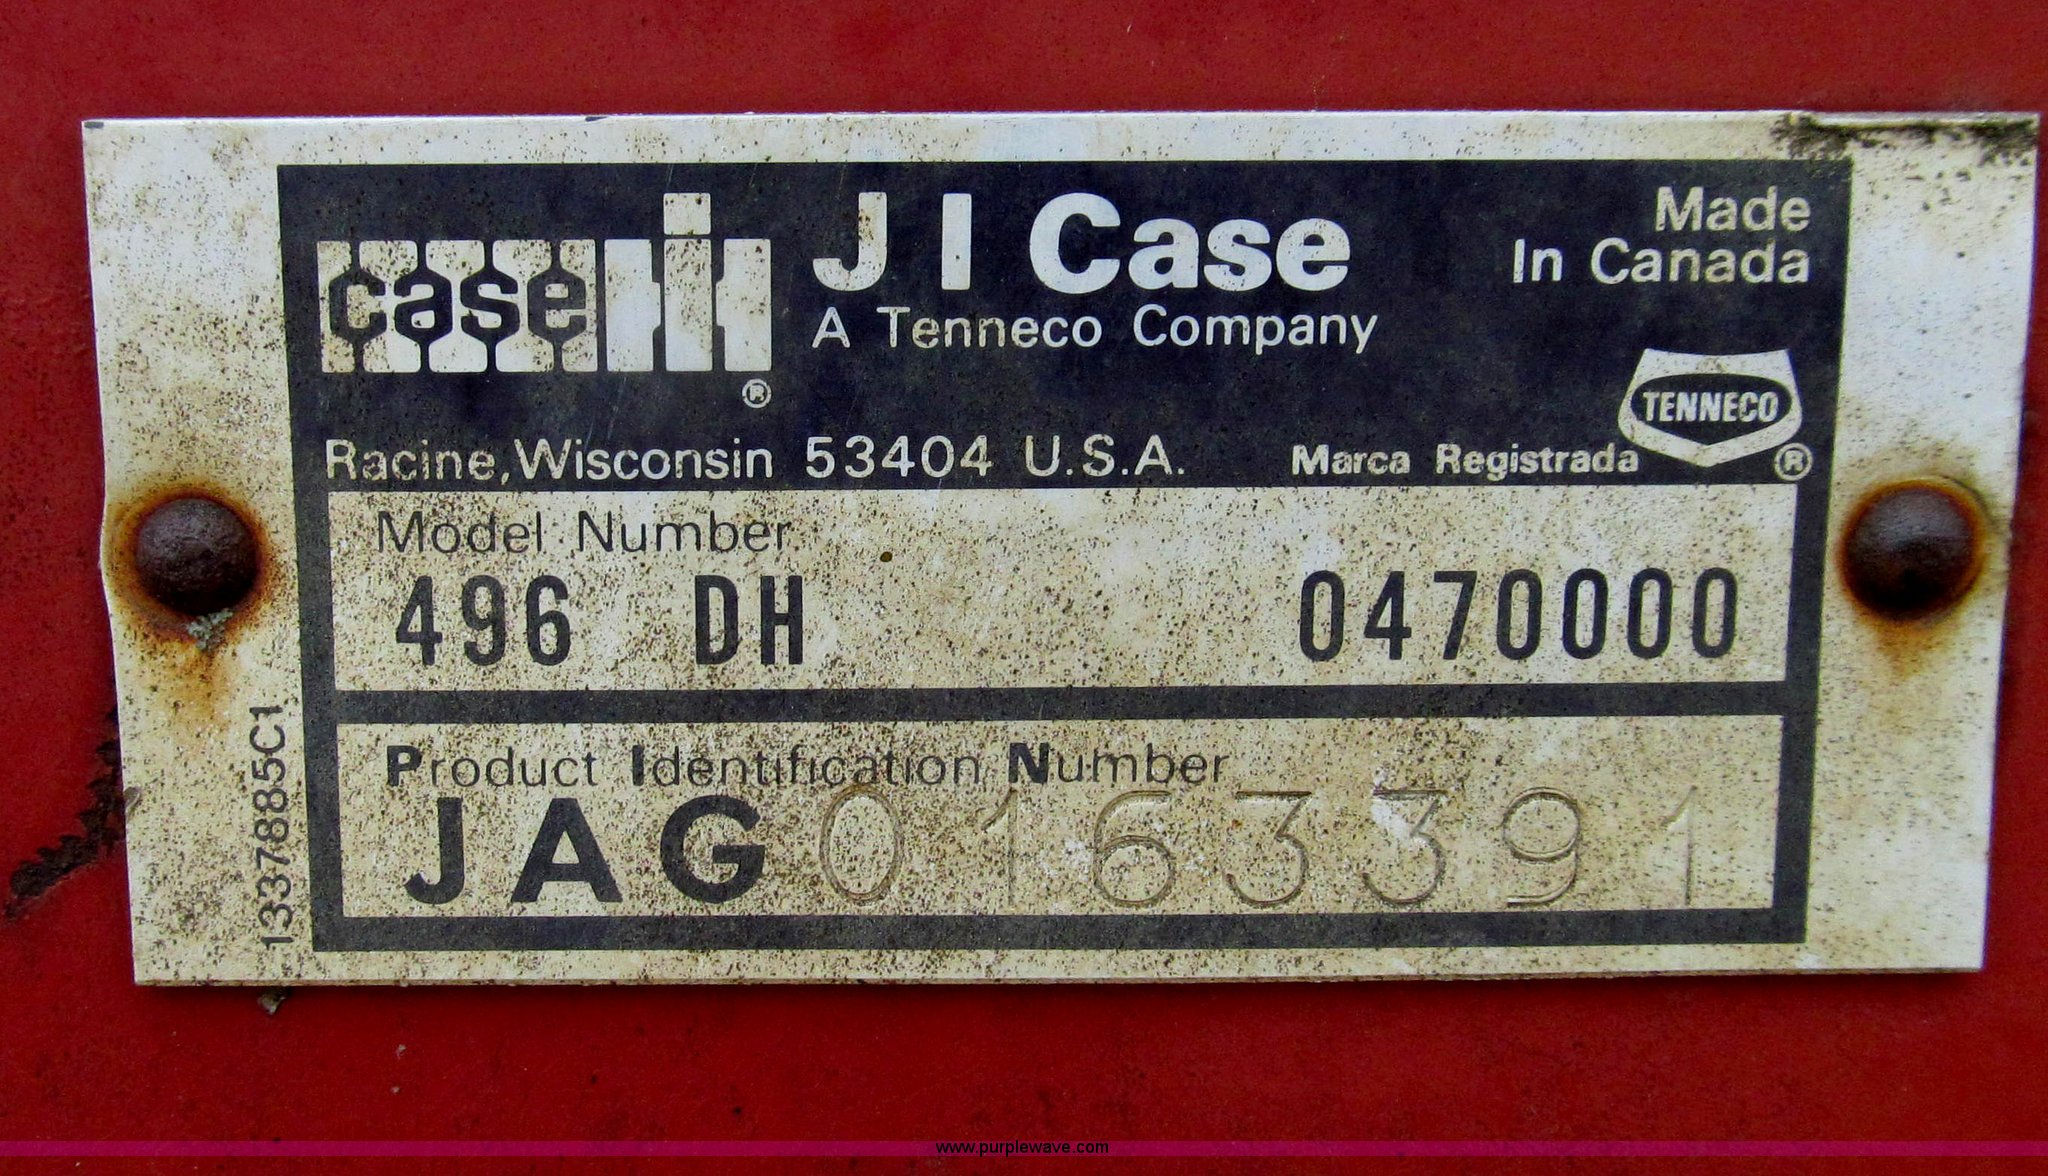 case IH ®
J I Case
A Tenneco Company
Made
In Canada
TENNECO
Racine, Wisconsin 53404 U.S.A.
Marca Registrada ®
Model Number
496 DH 0470000
Product Identification Number
JAG0163391
1337885C1
www.purplewave.com